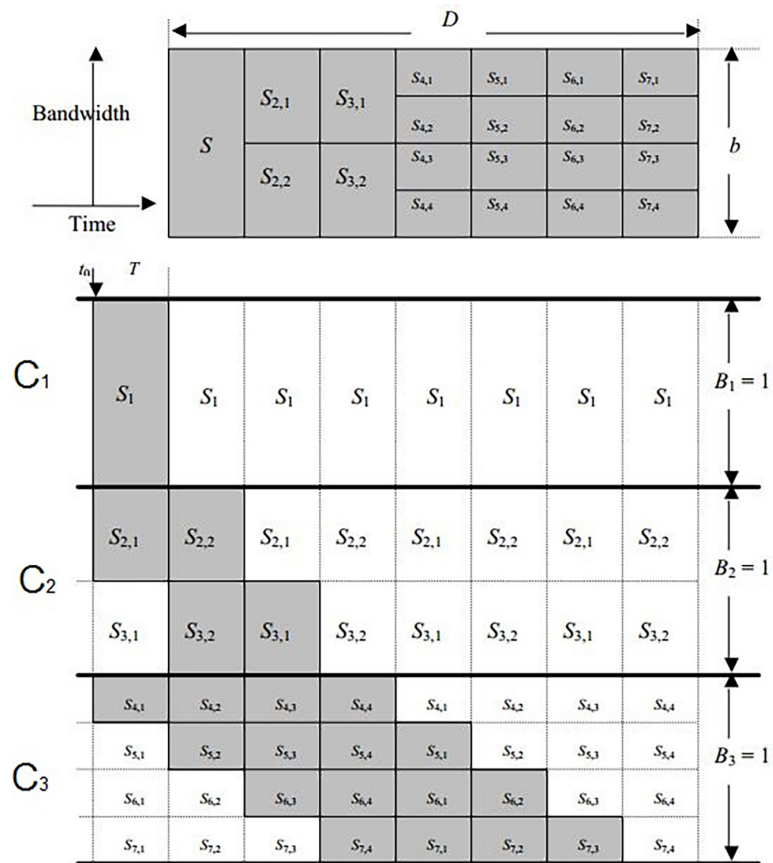 D
S S2,1 S3,1 S4,1 S5,1 S6,1 S7,1
S4,2 S5,2 S6,2 S7,2
S2,2 S3,2 S4,3 S5,3 S6,3 S7,3
S4,4 S5,4 S6,4 S7,4
Bandwidth
Time
b
t0 T
C1 S1 S1 S1 S1 S1 S1 S1 S1 B1 = 1
C2 S2,1 S2,2 S2,1 S2,2 S2,1 S2,2 S2,1 S2,2 B2 = 1
S3,1 S3,2 S3,1 S3,2 S3,1 S3,2 S3,1 S3,2
C3 S4,1 S4,2 S4,3 S4,4 S4,1 S4,2 S4,3 S4,4 B3 = 1
S5,1 S5,2 S5,3 S5,4 S5,1 S5,2 S5,3 S5,4
S6,1 S6,2 S6,3 S6,4 S6,1 S6,2 S6,3 S6,4
S7,1 S7,2 S7,3 S7,4 S7,1 S7,2 S7,3 S7,4